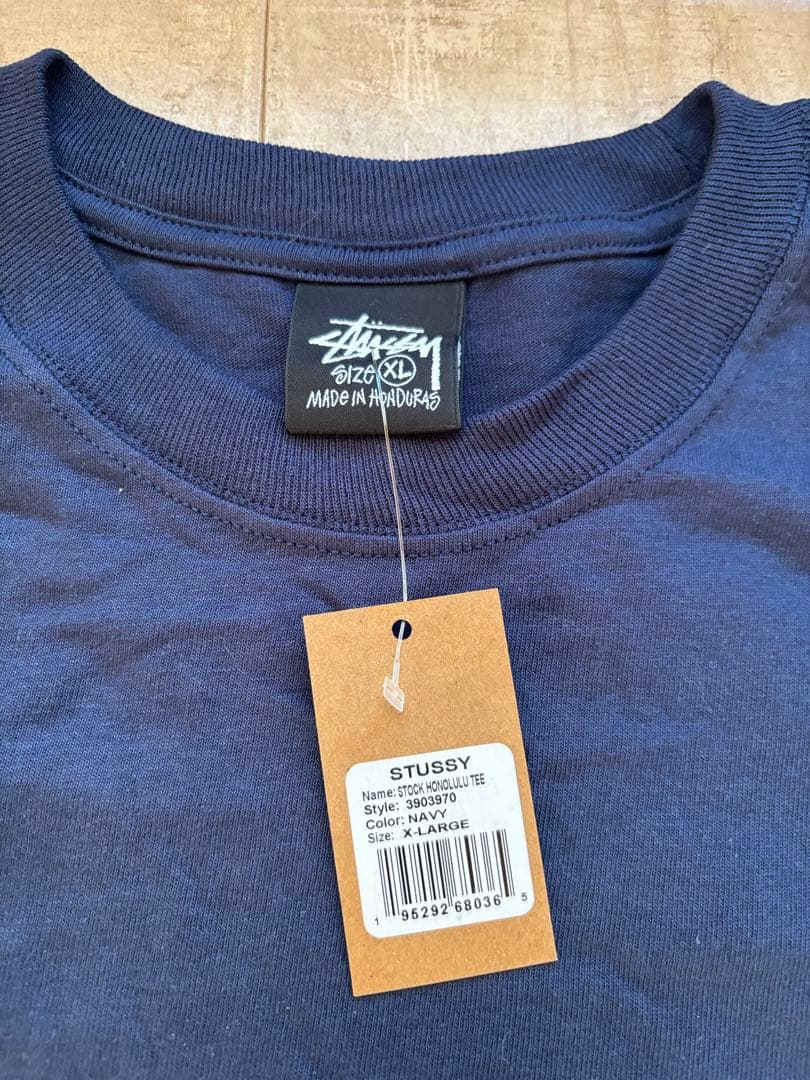 Stüssy
SIZE XL
MADE IN HONDURAS
STUSSY
Name: STOCK HONOLULU TEE
Style: 3903970
Color: NAVY
Size: X-LARGE
1 95292 68036 5